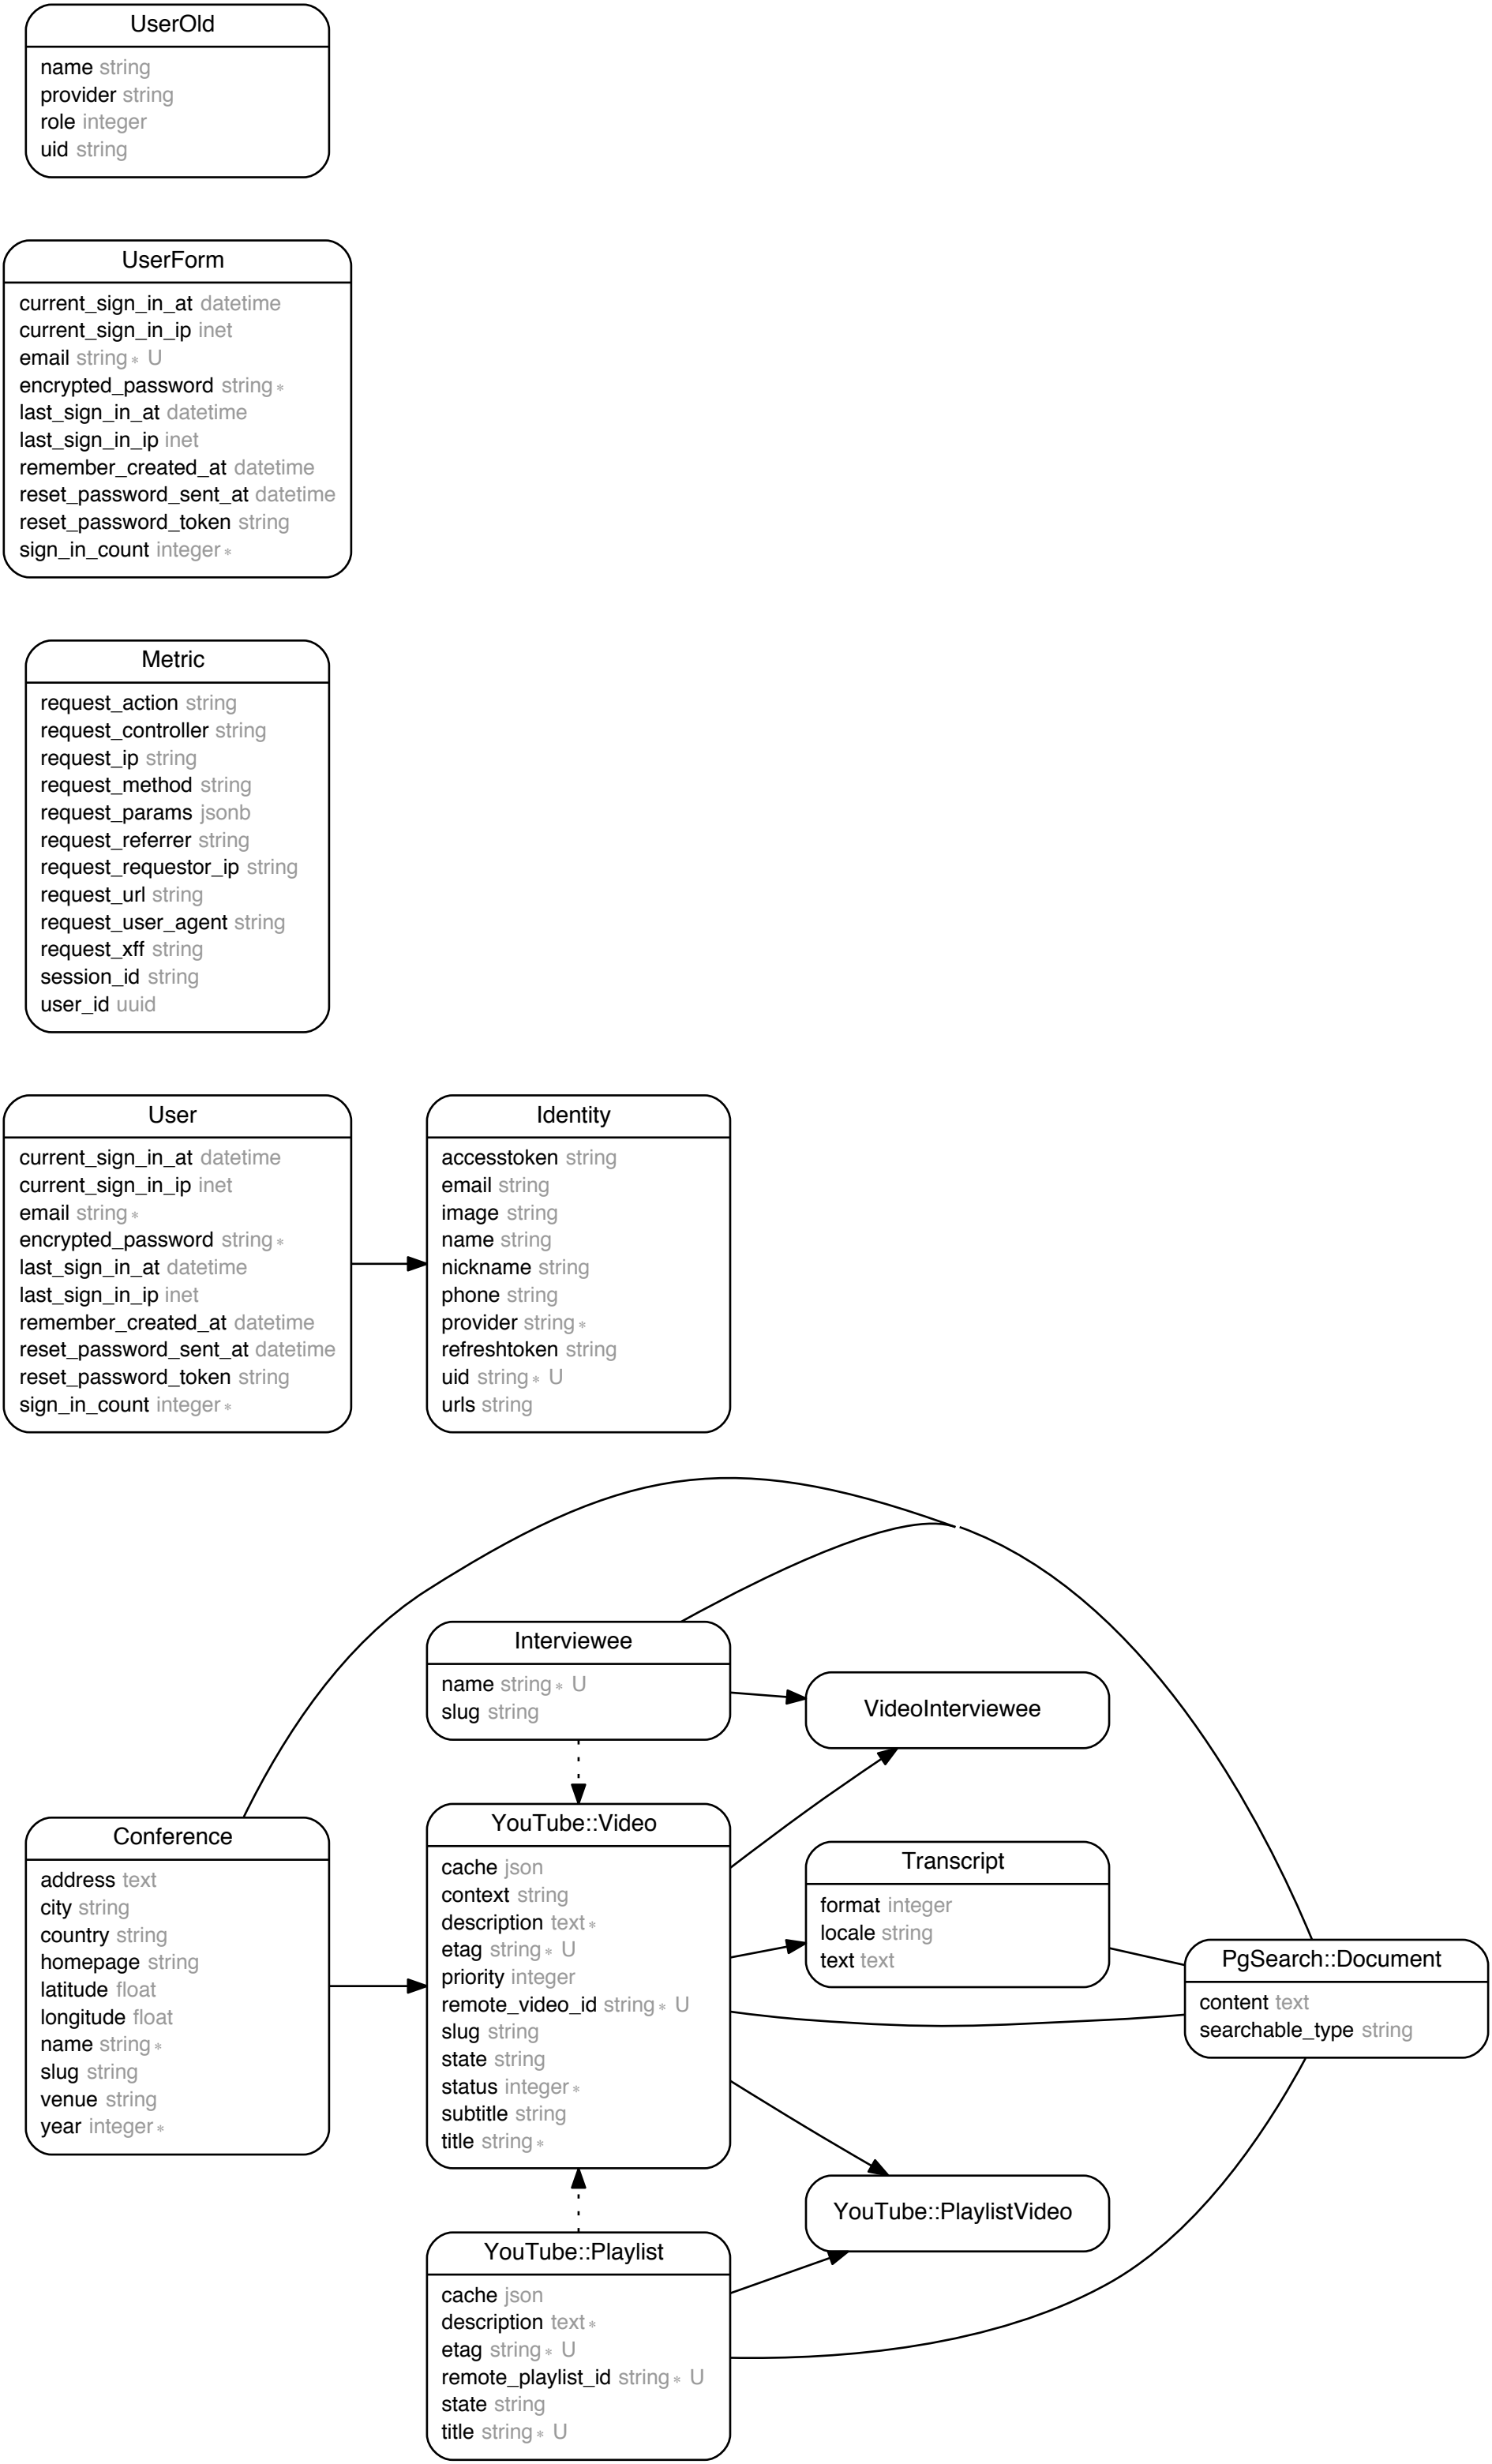 UserOld
name string
provider string
role integer
uid string
UserForm
current_sign_in_at datetime
current_sign_in_ip inet
email string * U
encrypted_password string *
last_sign_in_at datetime
last_sign_in_ip inet
remember_created_at datetime
reset_password_sent_at datetime
reset_password_token string
sign_in_count integer *
Metric
request_action string
request_controller string
request_ip string
request_method string
request_params jsonb
request_referrer string
request_requestor_ip string
request_url string
request_user_agent string
request_xff string
session_id string
user_id uuid
User
current_sign_in_at datetime
current_sign_in_ip inet
email string *
encrypted_password string *
last_sign_in_at datetime
last_sign_in_ip inet
remember_created_at datetime
reset_password_sent_at datetime
reset_password_token string
sign_in_count integer *
Identity
accesstoken string
email string
image string
name string
nickname string
phone string
provider string *
refreshtoken string
uid string * U
urls string
Interviewee
name string * U
slug string
VideoInterviewee
Conference
address text
city string
country string
homepage string
latitude float
longitude float
name string *
slug string
venue string
year integer *
YouTube::Video
cache json
context string
description text *
etag string * U
priority integer
remote_video_id string * U
slug string
state string
status integer *
subtitle string
title string *
Transcript
format integer
locale string
text text
PgSearch::Document
content text
searchable_type string
YouTube::PlaylistVideo
YouTube::Playlist
cache json
description text *
etag string * U
remote_playlist_id string * U
state string
title string * U